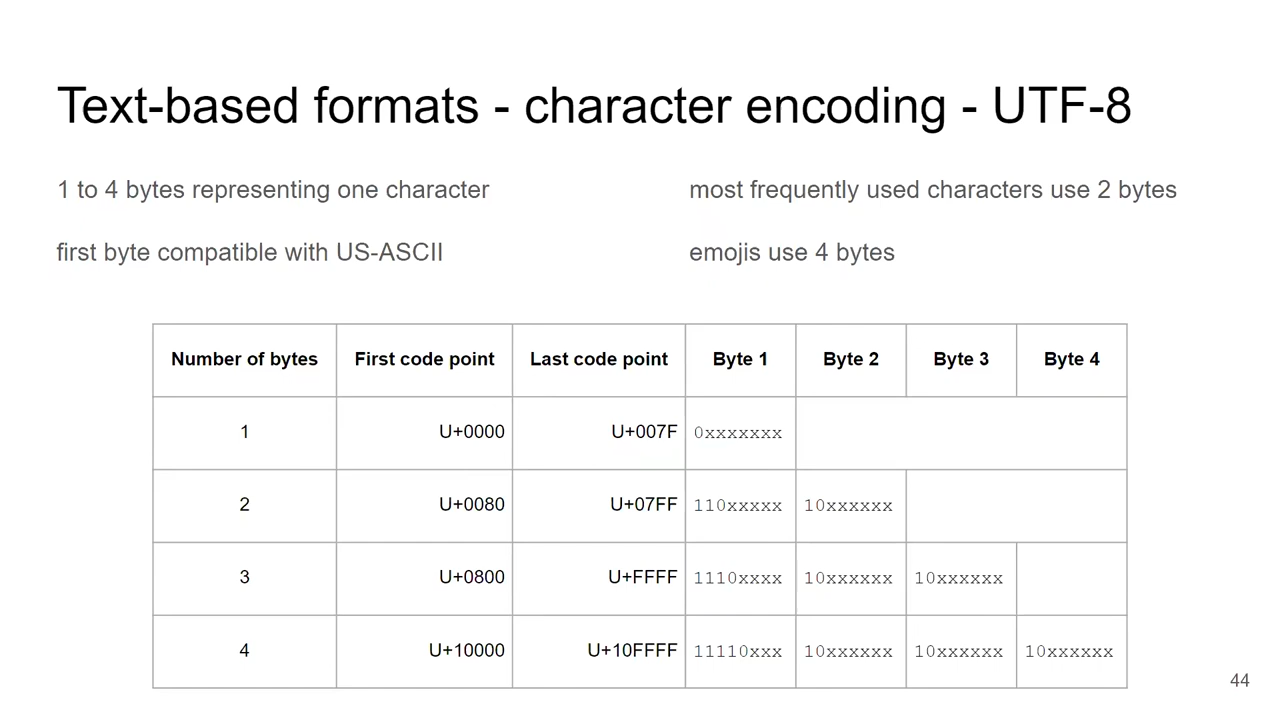 Text-based formats - character encoding - UTF-8
1 to 4 bytes representing one character
first byte compatible with US-ASCII
most frequently used characters use 2 bytes
emojis use 4 bytes
Number of bytes First code point Last code point Byte 1 Byte 2 Byte 3 Byte 4
1 U+0000 U+007F 0xxxxxxx
2 U+0080 U+07FF 110xxxxx 10xxxxxx
3 U+0800 U+FFFF 1110xxxx 10xxxxxx 10xxxxxx
4 U+10000 U+10FFFF 11110xxx 10xxxxxx 10xxxxxx 10xxxxxx
44